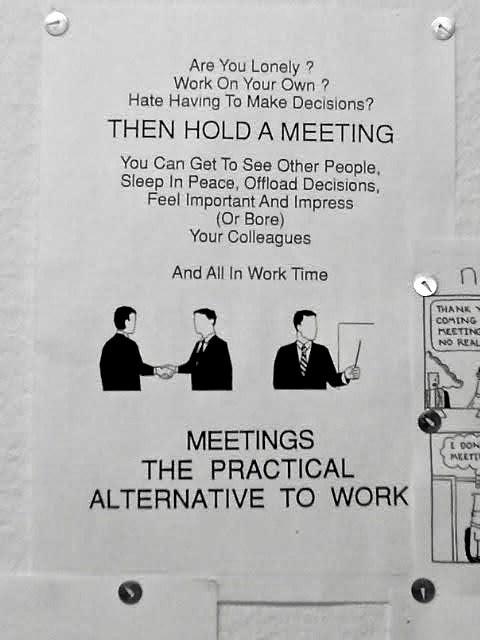 Are You Lonely ?
Work On Your Own ?
Hate Having To Make Decisions?
THEN HOLD A MEETING
You Can Get To See Other People,
Sleep In Peace, Offload Decisions,
Feel Important And Impress
(Or Bore)
Your Colleagues
And All In Work Time
MEETINGS
THE PRACTICAL
ALTERNATIVE TO WORK
THANK
COMING
MEETING
NO
I